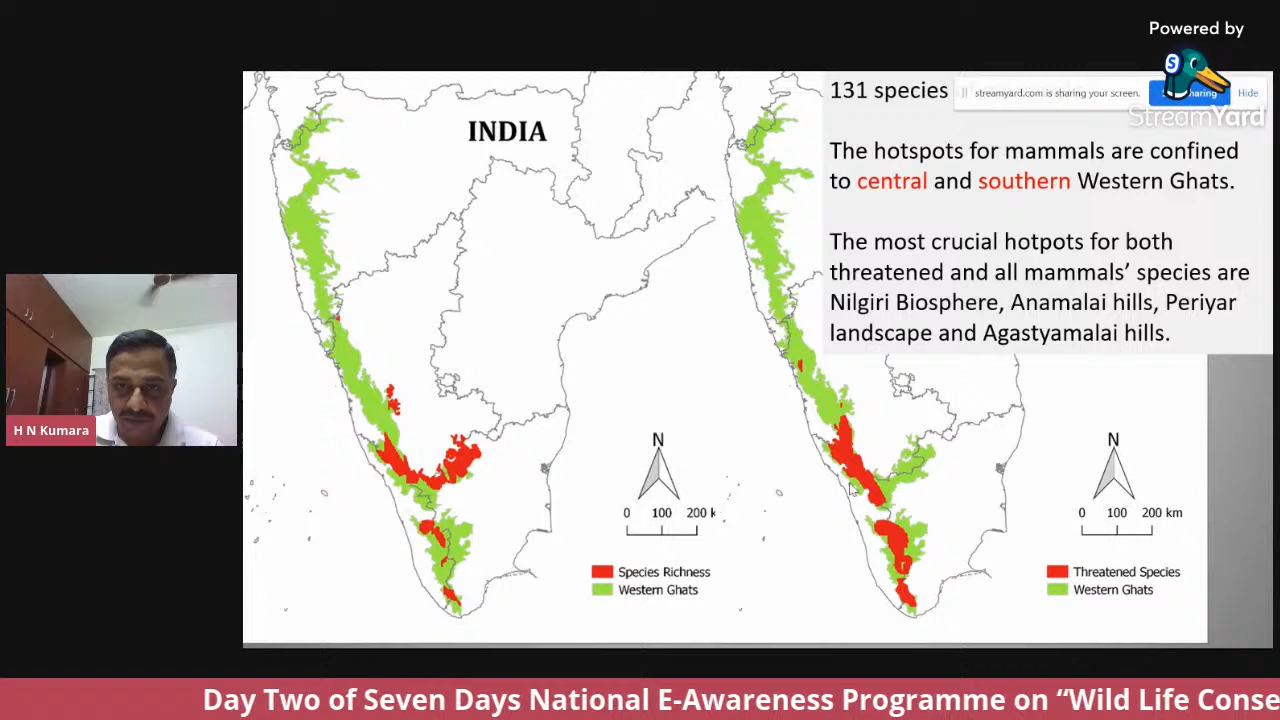 Powered by
StreamYard
INDIA
131 species
streamyard.com is sharing your screen.
Hide
The hotspots for mammals are confined
to central and southern Western Ghats.
The most crucial hotpots for both
threatened and all mammals’ species are
Nilgiri Biosphere, Anamalai hills, Periyar
landscape and Agastyamalai hills.
H N Kumara
N
0 100 200 k
Species Richness
Western Ghats
N
0 100 200 km
Threatened Species
Western Ghats
Day Two of Seven Days National E-Awareness Programme on “Wild Life Conse